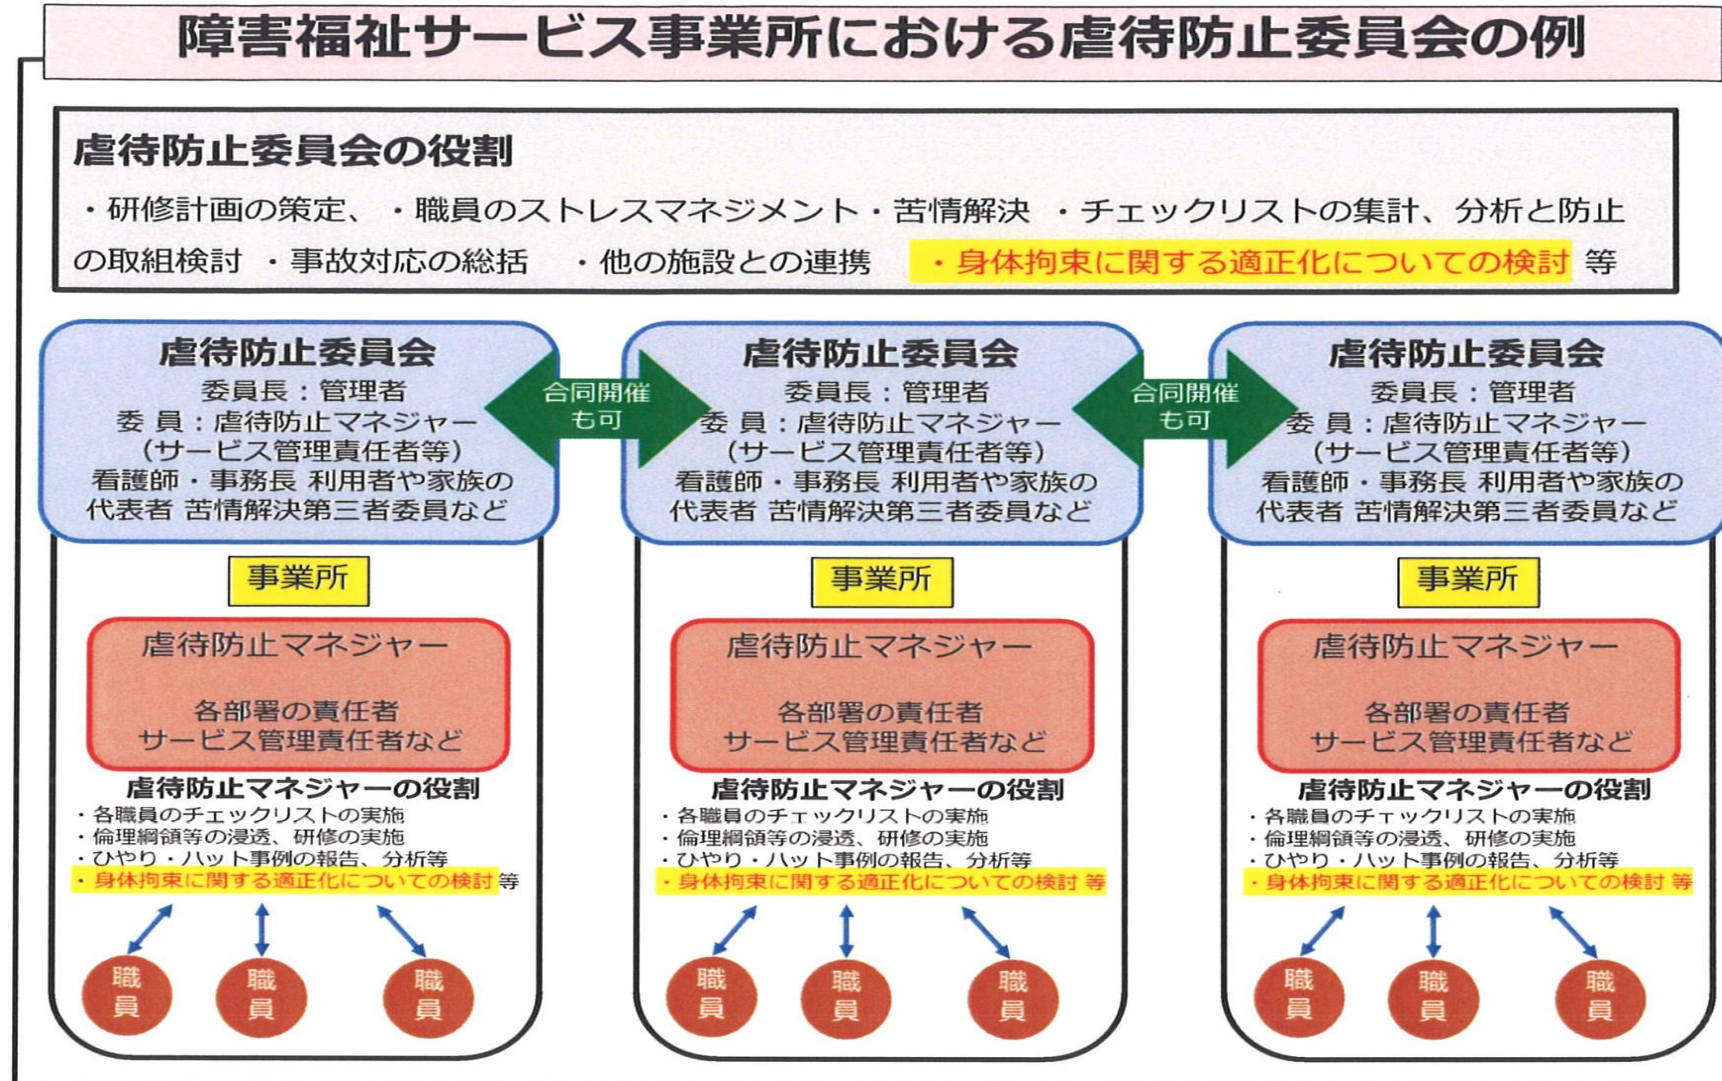 障害福祉サービス事業所における虐待防止委員会の例
虐待防止委員会の役割
・研修計画の策定、・職員のストレスマネジメント・苦情解決 ・チェックリストの集計、分析と防止
の取組検討 ・事故対応の総括 ・他の施設との連携 ・身体拘束に関する適正化についての検討 等
虐待防止委員会
委員長：管理者
委 員：虐待防止マネジャー
（サービス管理責任者等）
看護師・事務長 利用者や家族の
代表者 苦情解決第三者委員など
合同開催
も可
虐待防止委員会
委員長：管理者
委 員：虐待防止マネジャー
（サービス管理責任者等）
看護師・事務長 利用者や家族の
代表者 苦情解決第三者委員など
合同開催
も可
虐待防止委員会
委員長：管理者
委 員：虐待防止マネジャー
（サービス管理責任者等）
看護師・事務長 利用者や家族の
代表者 苦情解決第三者委員など
事業所
虐待防止マネジャー
各部署の責任者
サービス管理責任者など
虐待防止マネジャーの役割
・各職員のチェックリストの実施
・倫理綱領等の浸透、研修の実施
・ひやり・ハット事例の報告、分析等
・身体拘束に関する適正化についての検討 等
職員
職員
職員
事業所
虐待防止マネジャー
各部署の責任者
サービス管理責任者など
虐待防止マネジャーの役割
・各職員のチェックリストの実施
・倫理綱領等の浸透、研修の実施
・ひやり・ハット事例の報告、分析等
・身体拘束に関する適正化についての検討 等
職員
職員
職員
事業所
虐待防止マネジャー
各部署の責任者
サービス管理責任者など
虐待防止マネジャーの役割
・各職員のチェックリストの実施
・倫理綱領等の浸透、研修の実施
・ひやり・ハット事例の報告、分析等
・身体拘束に関する適正化についての検討 等
職員
職員
職員